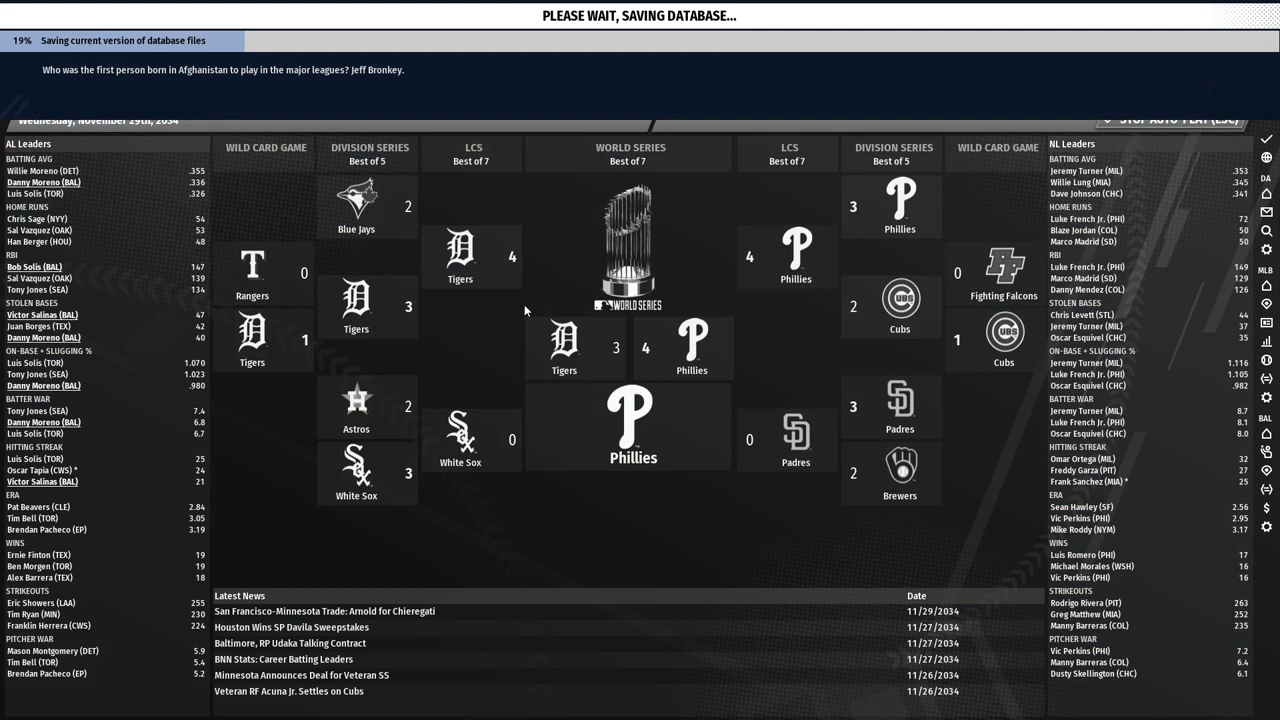 PLEASE WAIT, SAVING DATABASE...
19% Saving current version of database files
Who was the first person born in Afghanistan to play in the major leagues? Jeff Bronkey.
Wednesday, November 29th, 2034
STOP AUTO-PLAY (ESC)
AL Leaders
BATTING AVG
Willie Moreno (DET) .355
Danny Moreno (BAL) .336
Luis Solis (TOR) .326
HOME RUNS
Chris Sage (NYY) 54
Sal Vazquez (OAK) 53
Han Berger (HOU) 48
RBI
Bob Solis (BAL) 147
Sal Vazquez (OAK) 139
Tony Jones (SEA) 134
STOLEN BASES
Victor Salinas (BAL) 47
Juan Borges (TEX) 42
Danny Moreno (BAL) 40
ON-BASE + SLUGGING %
Luis Solis (TOR) 1.070
Tony Jones (SEA) 1.023
Danny Moreno (BAL) .980
BATTER WAR
Tony Jones (SEA) 7.4
Danny Moreno (BAL) 6.8
Luis Solis (TOR) 6.7
HITTING STREAK
Luis Solis (TOR) 25
Oscar Tapia (CWS) * 24
Victor Salinas (BAL) 21
ERA
Pat Beavers (CLE) 2.84
Tim Bell (TOR) 3.05
Brendan Pacheco (EP) 3.19
WINS
Ernie Finton (TEX) 19
Ben Morgen (TOR) 19
Alex Barrera (TEX) 18
STRIKEOUTS
Eric Showers (LAA) 255
Tim Ryan (MIN) 230
Franklin Herrera (CWS) 224
PITCHER WAR
Mason Montgomery (DET) 5.9
Tim Bell (TOR) 5.4
Brendan Pacheco (EP) 5.2
WILD CARD GAME
T
Rangers 0
D
Tigers 1
DIVISION SERIES
Best of 5
Blue Jays 2
D
Tigers 3
H
Astros 2
Sox
White Sox 3
LCS
Best of 7
D
Tigers 4
Sox
White Sox 0
WORLD SERIES
Best of 7
WORLD SERIES
D
Tigers 3
4 P
Phillies
P
Phillies
LCS
Best of 7
4 P
Phillies
0 SD
Padres
DIVISION SERIES
Best of 5
3 P
Phillies
2 CUBS
Cubs
3 SD
Padres
2
Brewers
WILD CARD GAME
0 FF
Fighting Falcons
1 CUBS
Cubs
Latest News Date
San Francisco-Minnesota Trade: Arnold for Chieregati 11/29/2034
Houston Wins SP Davila Sweepstakes 11/27/2034
Baltimore, RP Udaka Talking Contract 11/27/2034
BNN Stats: Career Batting Leaders 11/27/2034
Minnesota Announces Deal for Veteran SS 11/26/2034
Veteran RF Acuna Jr. Settles on Cubs 11/26/2034
NL Leaders
BATTING AVG
Jeremy Turner (MIL) .353
Willie Lung (MIA) .345
Dave Johnson (CHC) .341
HOME RUNS
Luke French Jr. (PHI) 72
Blaze Jordan (COL) 50
Marco Madrid (SD) 50
RBI
Luke French Jr. (PHI) 149
Marco Madrid (SD) 129
Danny Mendez (COL) 126
STOLEN BASES
Chris Levett (STL) 44
Jeremy Turner (MIL) 37
Oscar Esquivel (CHC) 35
ON-BASE + SLUGGING %
Jeremy Turner (MIL) 1.116
Luke French Jr. (PHI) 1.105
Oscar Esquivel (CHC) .982
BATTER WAR
Jeremy Turner (MIL) 8.7
Luke French Jr. (PHI) 8.1
Oscar Esquivel (CHC) 8.0
HITTING STREAK
Omar Ortega (MIL) 32
Freddy Garza (PIT) 27
Frank Sanchez (MIA) * 25
ERA
Sean Hawley (SF) 2.56
Vic Perkins (PHI) 2.95
Mike Roddy (NYM) 3.17
WINS
Luis Romero (PHI) 17
Michael Morales (WSH) 16
Vic Perkins (PHI) 16
STRIKEOUTS
Rodrigo Rivera (PIT) 263
Greg Matthew (MIA) 252
Manny Barreras (COL) 235
PITCHER WAR
Vic Perkins (PHI) 7.2
Manny Barreras (COL) 6.4
Dusty Skellington (CHC) 6.1
DA
MLB
BAL